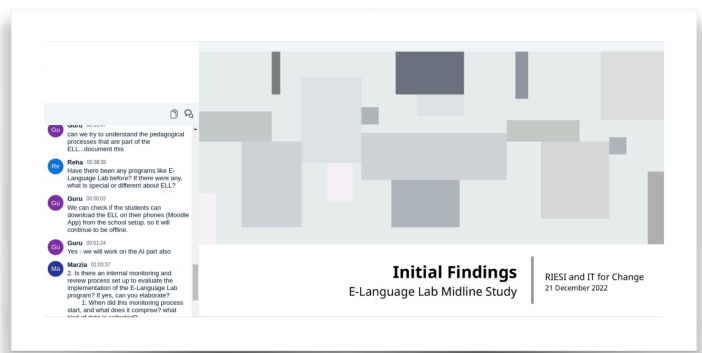 Gu
Guru
can we try to understand the pedagogical
processes that are part of the
ELL...document this
Re
Reha 00:38:35
Have there been any programs like E-
Language Lab before? If there were any,
what is special or different about ELL?
Gu
Guru 00:50:03
We can check if the students can
download the ELL on their phones (Moodle
App) from the school setup. so it will
continue to be offline.
Gu
Guru 00:51:24
Yes - we will work on the AI part also
Ma
Marzia 01:03:37
2. Is there an internal monitoring and
review process set up to evaluate the
implementation of the E-Language Lab
program? If yes, can you elaborate?
1. When did this monitoring process
start, and what does it comprise? what
kind of data is collected?
Initial Findings
E-Language Lab Midline Study
RIESI and IT for Change
21 December 2022